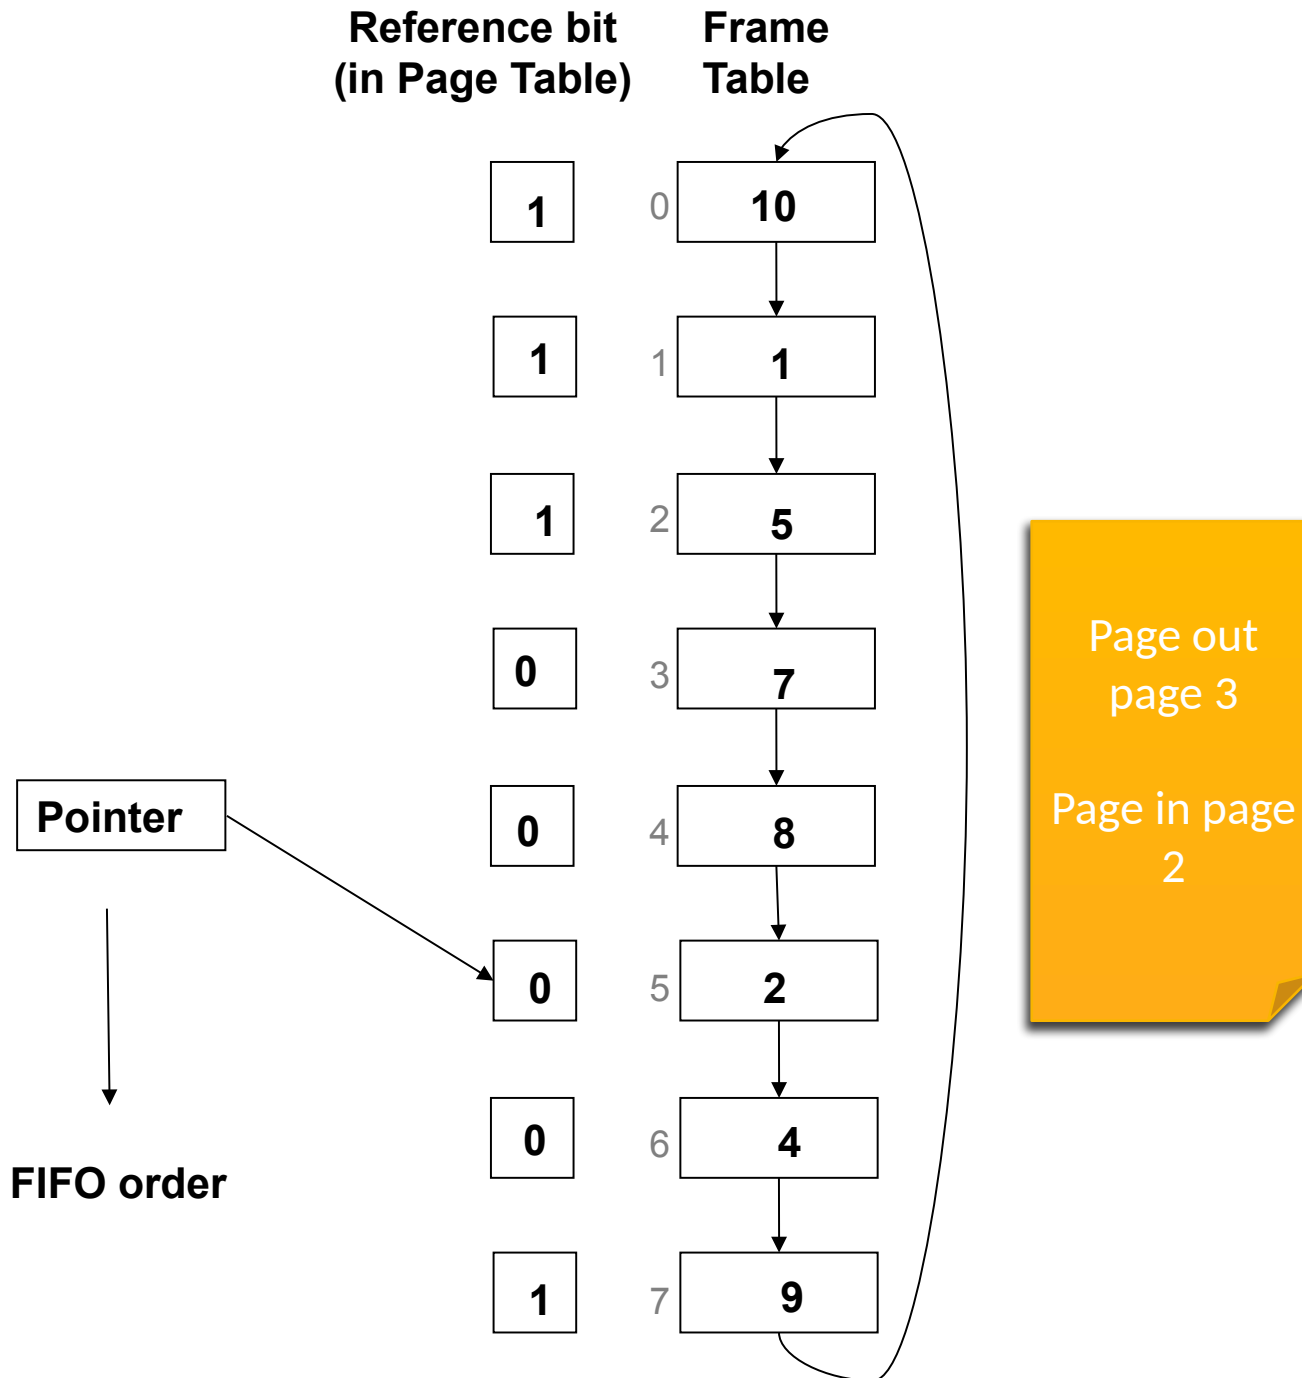 Reference bit
(in Page Table)
Frame
Table
1
0
10
1
1
1
1
2
5
0
3
7
Pointer
0
4
8
0
5
2
0
6
4
FIFO order
1
7
9
Page out
page 3
Page in page
2